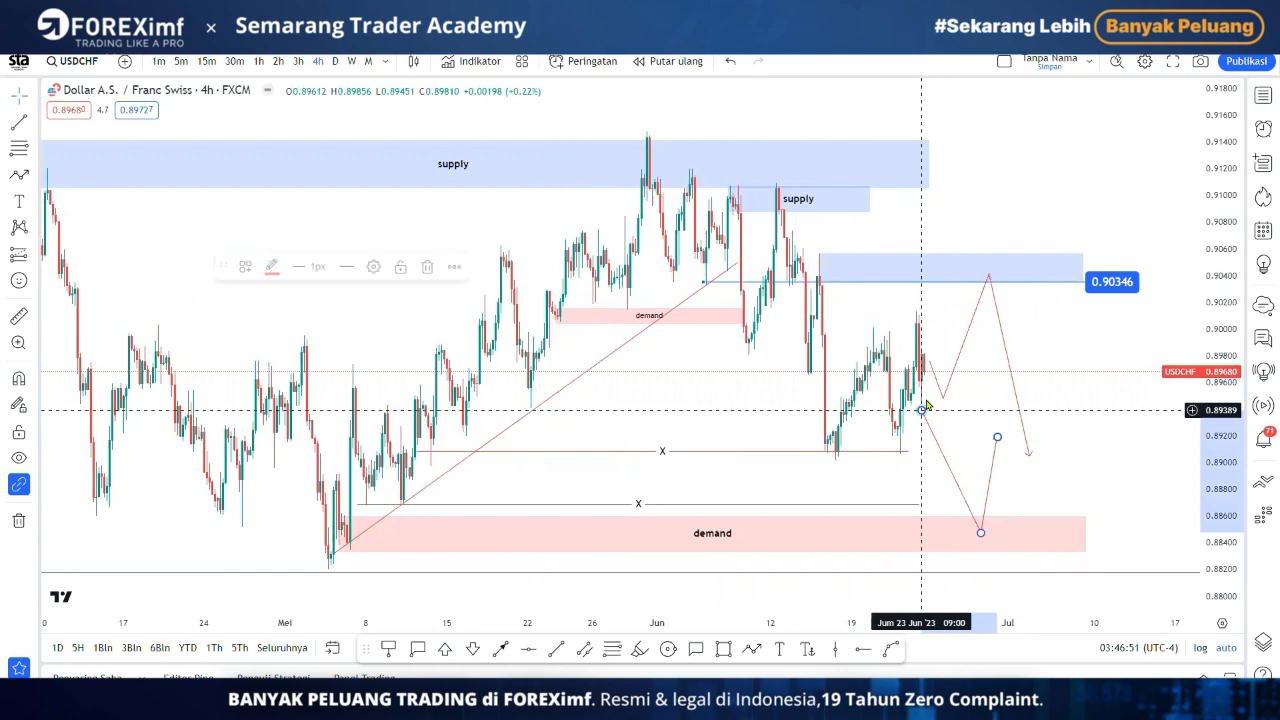 FOREXimf
TRADING LIKE A PRO
×
Semarang Trader Academy
#Sekarang Lebih
Banyak Peluang
sta
USDCHF
1m 5m 15m 30m 1h 2h 3h 4h D W M
Indikator
Peringatan
Putar ulang
Tanpa Nama
Simpan
Publikasi
Dollar A.S. / Franc Swiss · 4h · FXCM
O0.89612 H0.89856 L0.89451 C0.89810 +0.00198 (+0.22%)
0.89680
4.7
0.89727
0.91800
0.91400
0.91200
0.91000
0.90800
0.90600
0.90400
0.90200
0.90000
0.89800
0.89600
0.89200
0.89000
0.88800
0.88600
0.88400
0.88200
0.88000
supply
supply
1px
0.90346
demand
USDCHF
0.89680
0.89389
X
X
demand
71
0
17
24
Mei
8
15
22
26
Jun
12
19
Jum 23 Jun '23 09:00
Jul
10
17
1D 5H 1Bln 3Bln 6Bln YTD 1Th 5Th Seluruhnya
03:46:51 (UTC-4)
log
auto
BANYAK PELUANG TRADING di FOREXimf. Resmi & legal di Indonesia,19 Tahun Zero Complaint.